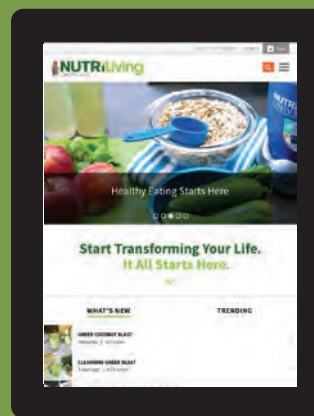 NUTRiLiving
NUTRi
Healthy Eating Starts Here
Start Transforming Your Life.
It All Starts Here.
WHAT'S NEW
TRENDING
GREEN COCONUT BLAST
CLEANSING GREEN BLAST